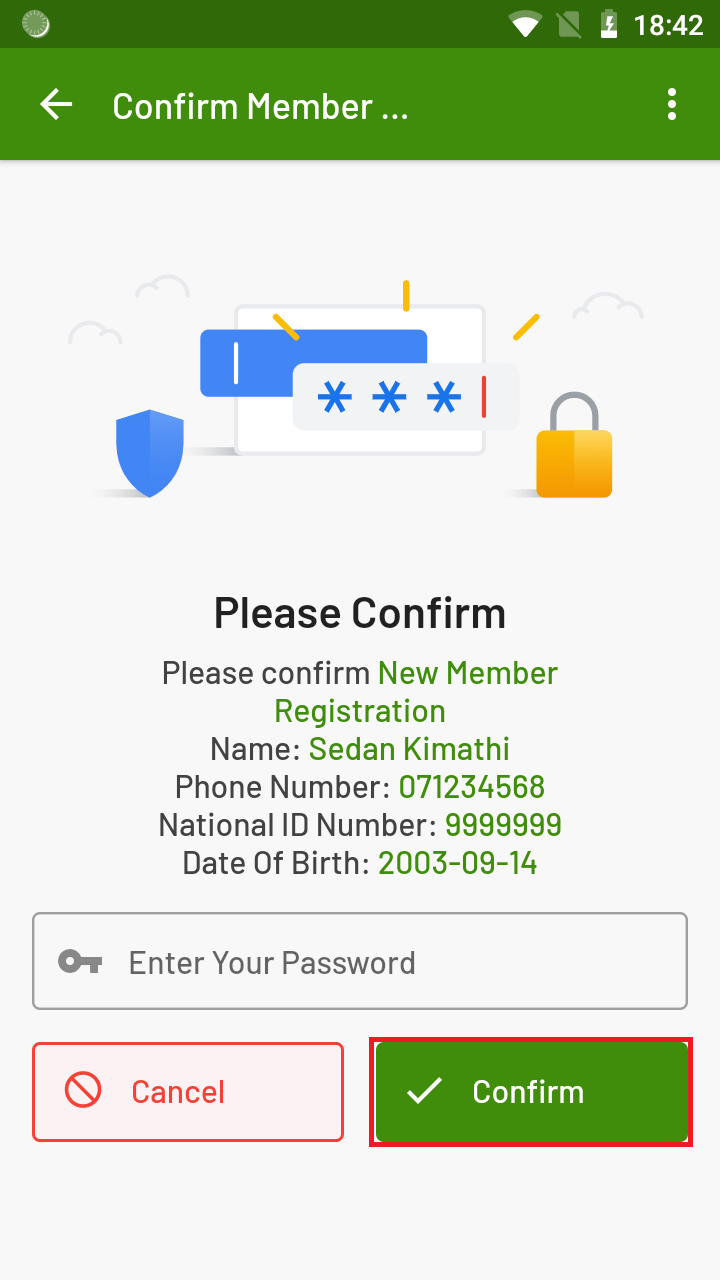 18:42
Confirm Member ...
Please Confirm
Please confirm New Member
Registration
Name: Sedan Kimathi
Phone Number: 071234568
National ID Number: 9999999
Date Of Birth: 2003-09-14
Enter Your Password
Cancel
Confirm